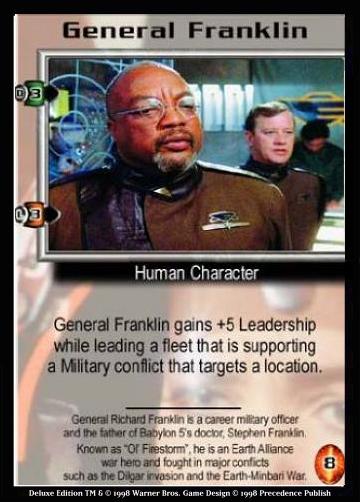 General Franklin
D 3
L 3
Human Character
General Franklin gains +5 Leadership
while leading a fleet that is supporting
a Military conflict that targets a location.
General Richard Franklin is a career military officer
and the father of Babylon 5's doctor, Stephen Franklin.
Known as "Ol' Firestorm", he is an Earth Alliance
war hero and fought in major conflicts
such as the Dilgar invasion and the Earth-Minbari War.
8
Deluxe Edition TM & © 1998 Warner Bros. Game Design © 1998 Precedence Publish